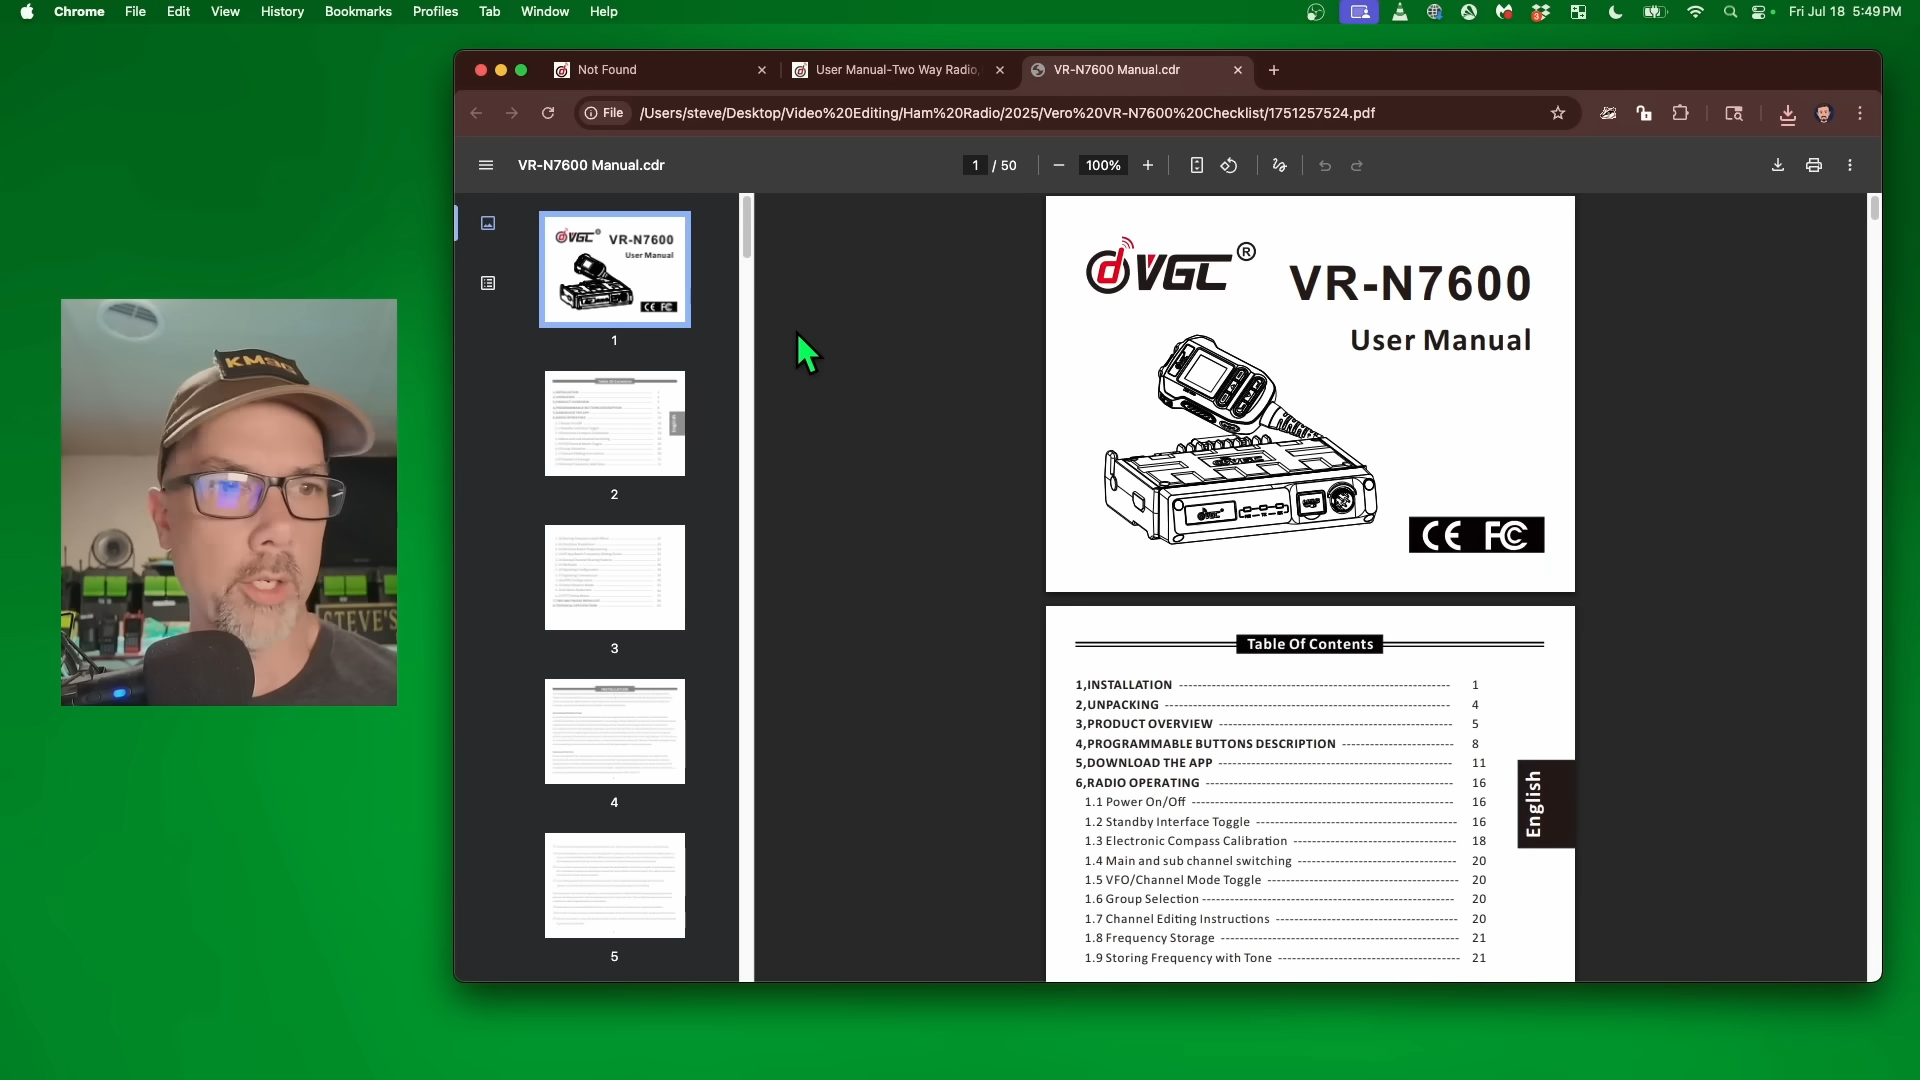 Chrome File Edit View History Bookmarks Profiles Tab Window Help
3
Fri Jul 18 5:49 PM
Not Found
User Manual-Two Way Radio,
VR-N7600 Manual.cdr
File /Users/steve/Desktop/Video%20Editing/Ham%20Radio/2025/Vero%20VR-N7600%20Checklist/1751257524.pdf
VR-N7600 Manual.cdr
1 / 50
100%
VGC VR-N7600
User Manual
CE FC
1
2
3
4
5
VGC ®
VR-N7600
User Manual
CE FC
Table Of Contents
1,INSTALLATION 1
2,UNPACKING 4
3,PRODUCT OVERVIEW 5
4,PROGRAMMABLE BUTTONS DESCRIPTION 8
5,DOWNLOAD THE APP 11
6,RADIO OPERATING 16
1.1 Power On/Off 16
1.2 Standby Interface Toggle 16
1.3 Electronic Compass Calibration 18
1.4 Main and sub channel switching 20
1.5 VFO/Channel Mode Toggle 20
1.6 Group Selection 20
1.7 Channel Editing Instructions 20
1.8 Frequency Storage 21
1.9 Storing Frequency with Tone 21
English
STEVE'S